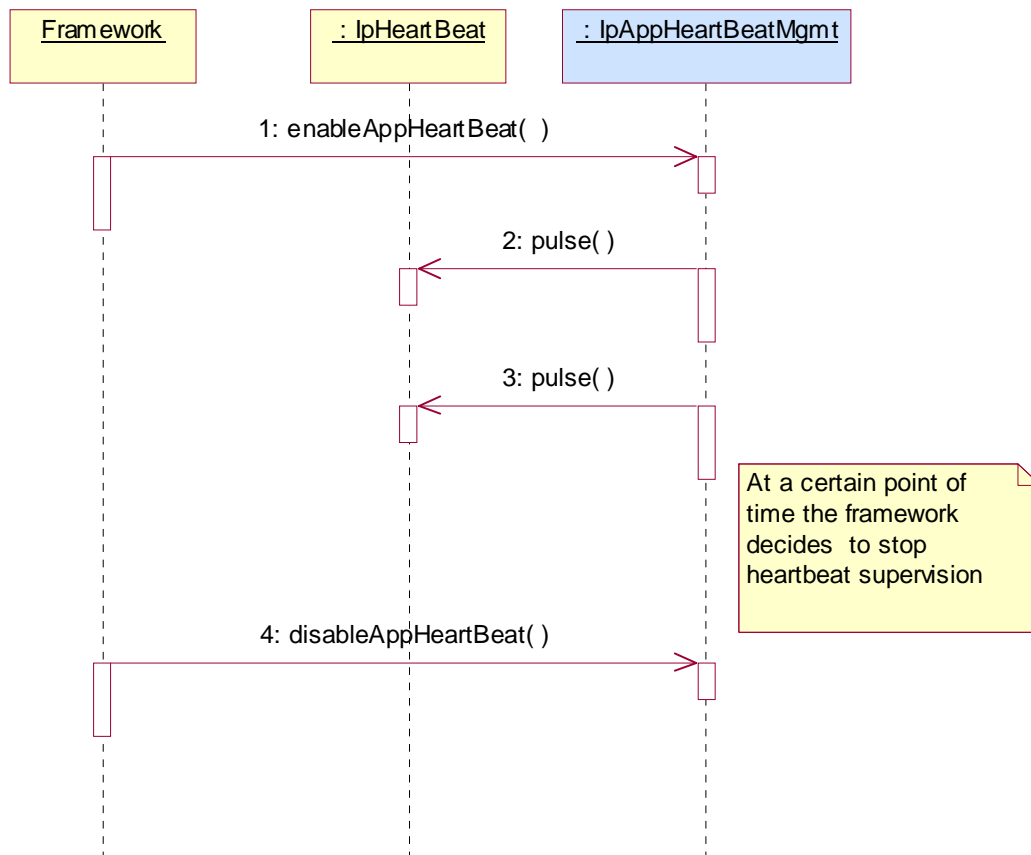 Framework
: IpHeartBeat
: IpAppHeartBeatMgmt
1: enableAppHeartBeat( )
2: pulse( )
3: pulse( )
At a certain point of
time the framework
decides to stop
heartbeat supervision
4: disableAppHeartBeat( )